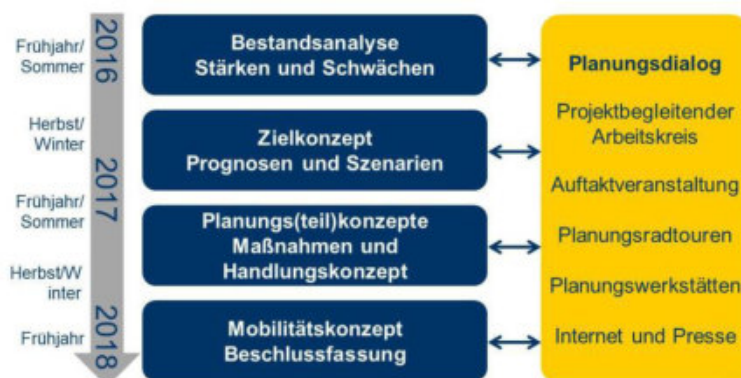 Frühjahr/
Sommer
Herbst/
Winter
Frühjahr/
Sommer
Herbst/W
inter
Frühjahr
2016
2017
2018
Bestandsanalyse
Stärken und Schwächen
Zielkonzept
Prognosen und Szenarien
Planungs(teil)konzepte
Maßnahmen und
Handlungskonzept
Mobilitätskonzept
Beschlussfassung
Planungsdialog
Projektbegleitender
Arbeitskreis
Auftaktveranstaltung
Planungsradtouren
Planungswerkstätten
Internet und Presse